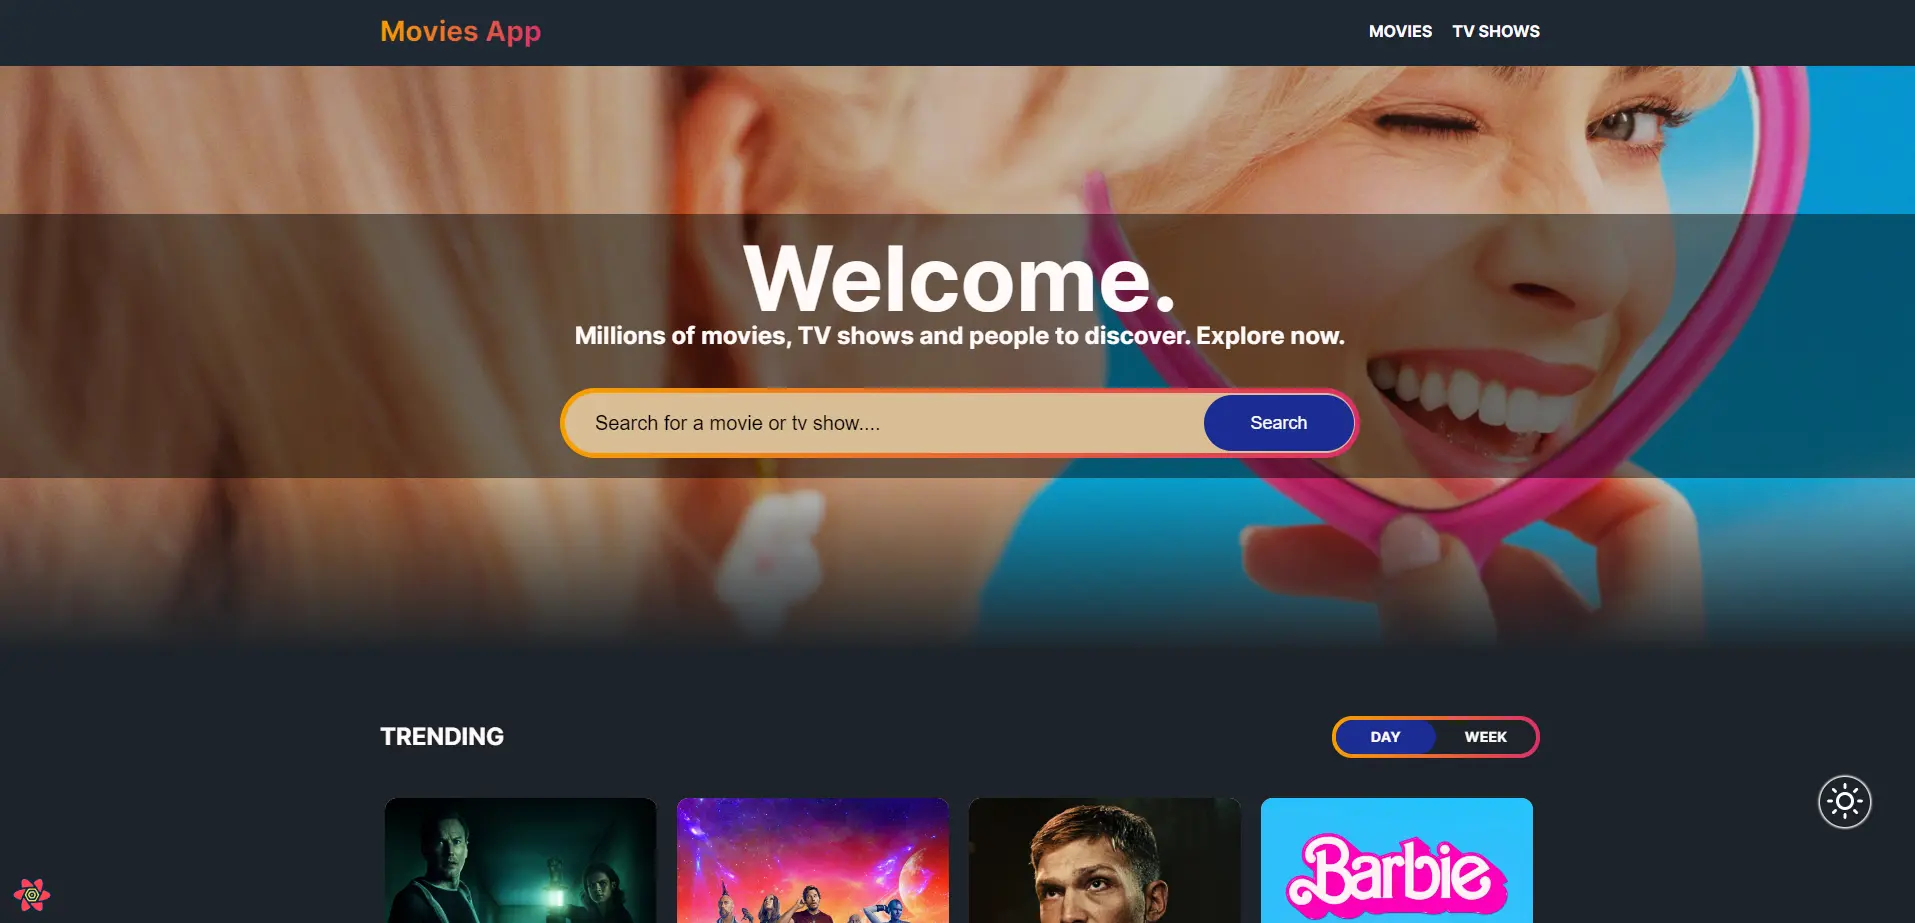 Movies App
MOVIES TV SHOWS
Welcome.
Millions of movies, TV shows and people to discover. Explore now.
Search for a movie or tv show.... Search
TRENDING
DAY WEEK
Barbie